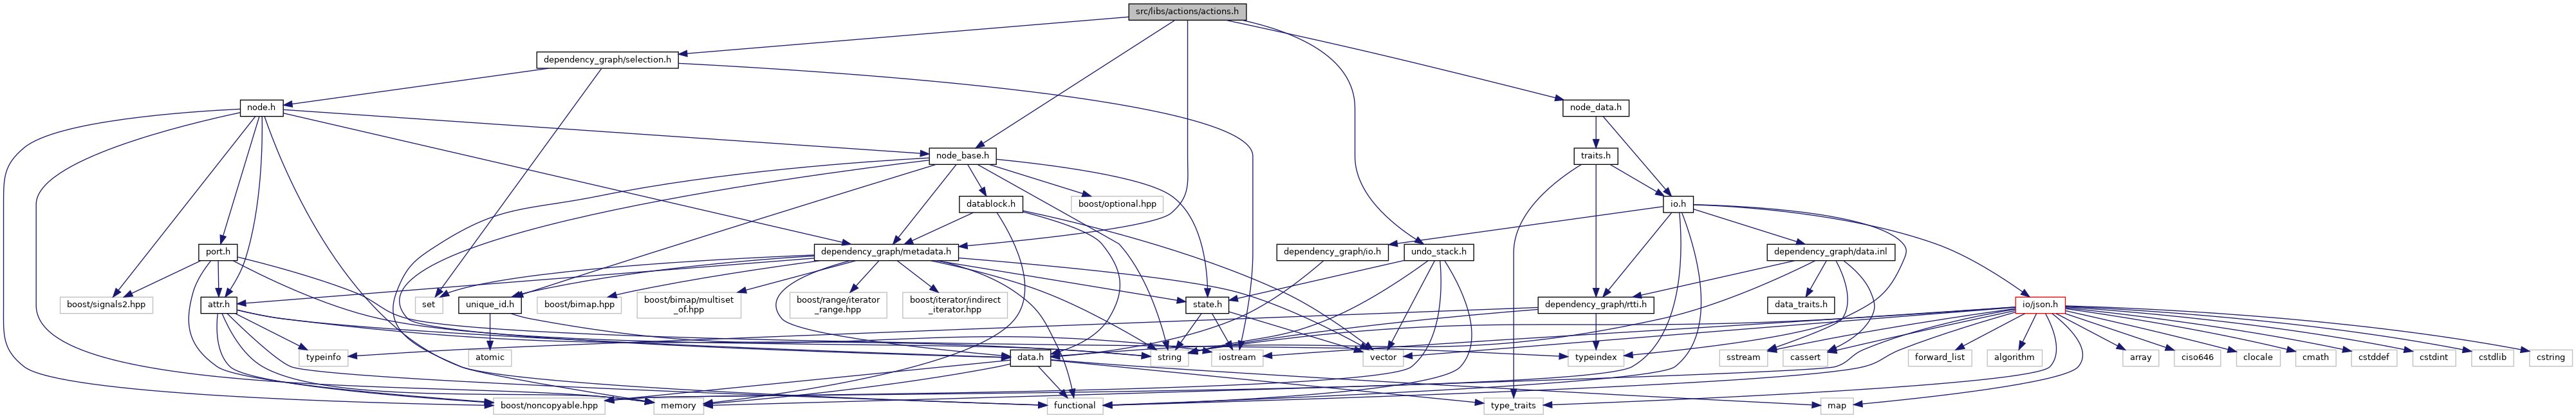 src/libs/actions/actions.h
dependency_graph/selection.h
node.h
node_data.h
node_base.h
traits.h
datablock.h
boost/optional.hpp
io.h
port.h
dependency_graph/metadata.h
dependency_graph/io.h
undo_stack.h
dependency_graph/data.inl
boost/signals2.hpp
attr.h
set
unique_id.h
boost/bimap.hpp
boost/bimap/multiset
_of.hpp
boost/range/iterator
_range.hpp
boost/iterator/indirect
_iterator.hpp
state.h
dependency_graph/rtti.h
data_traits.h
io/json.h
typeinfo
atomic
data.h
string
iostream
vector
typeindex
sstream
cassert
forward_list
algorithm
array
ciso646
clocale
cmath
cstddef
cstdint
cstdlib
cstring
boost/noncopyable.hpp
memory
functional
type_traits
map